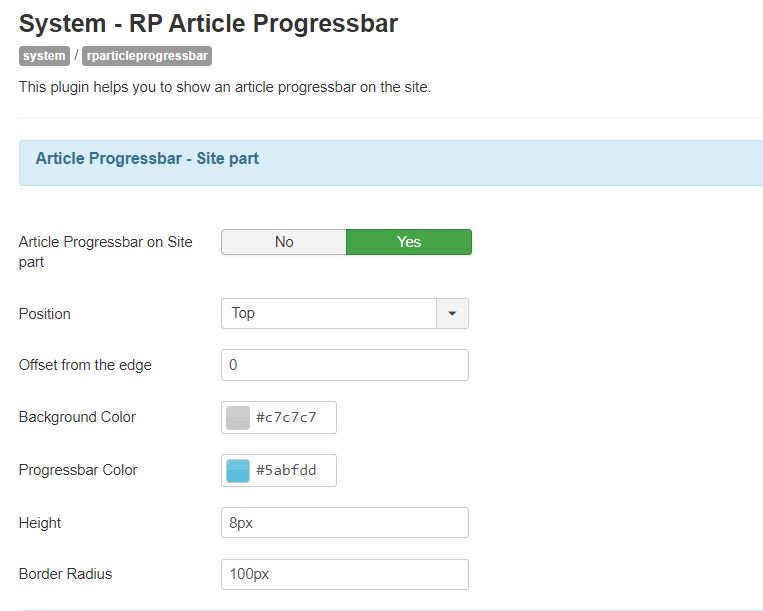 System - RP Article Progressbar
system / rparticleprogressbar
This plugin helps you to show an article progressbar on the site.
Article Progressbar - Site part
Article Progressbar on Site
part
No Yes
Position Top
Offset from the edge 0
Background Color #c7c7c7
Progressbar Color #5abfdd
Height 8px
Border Radius 100px